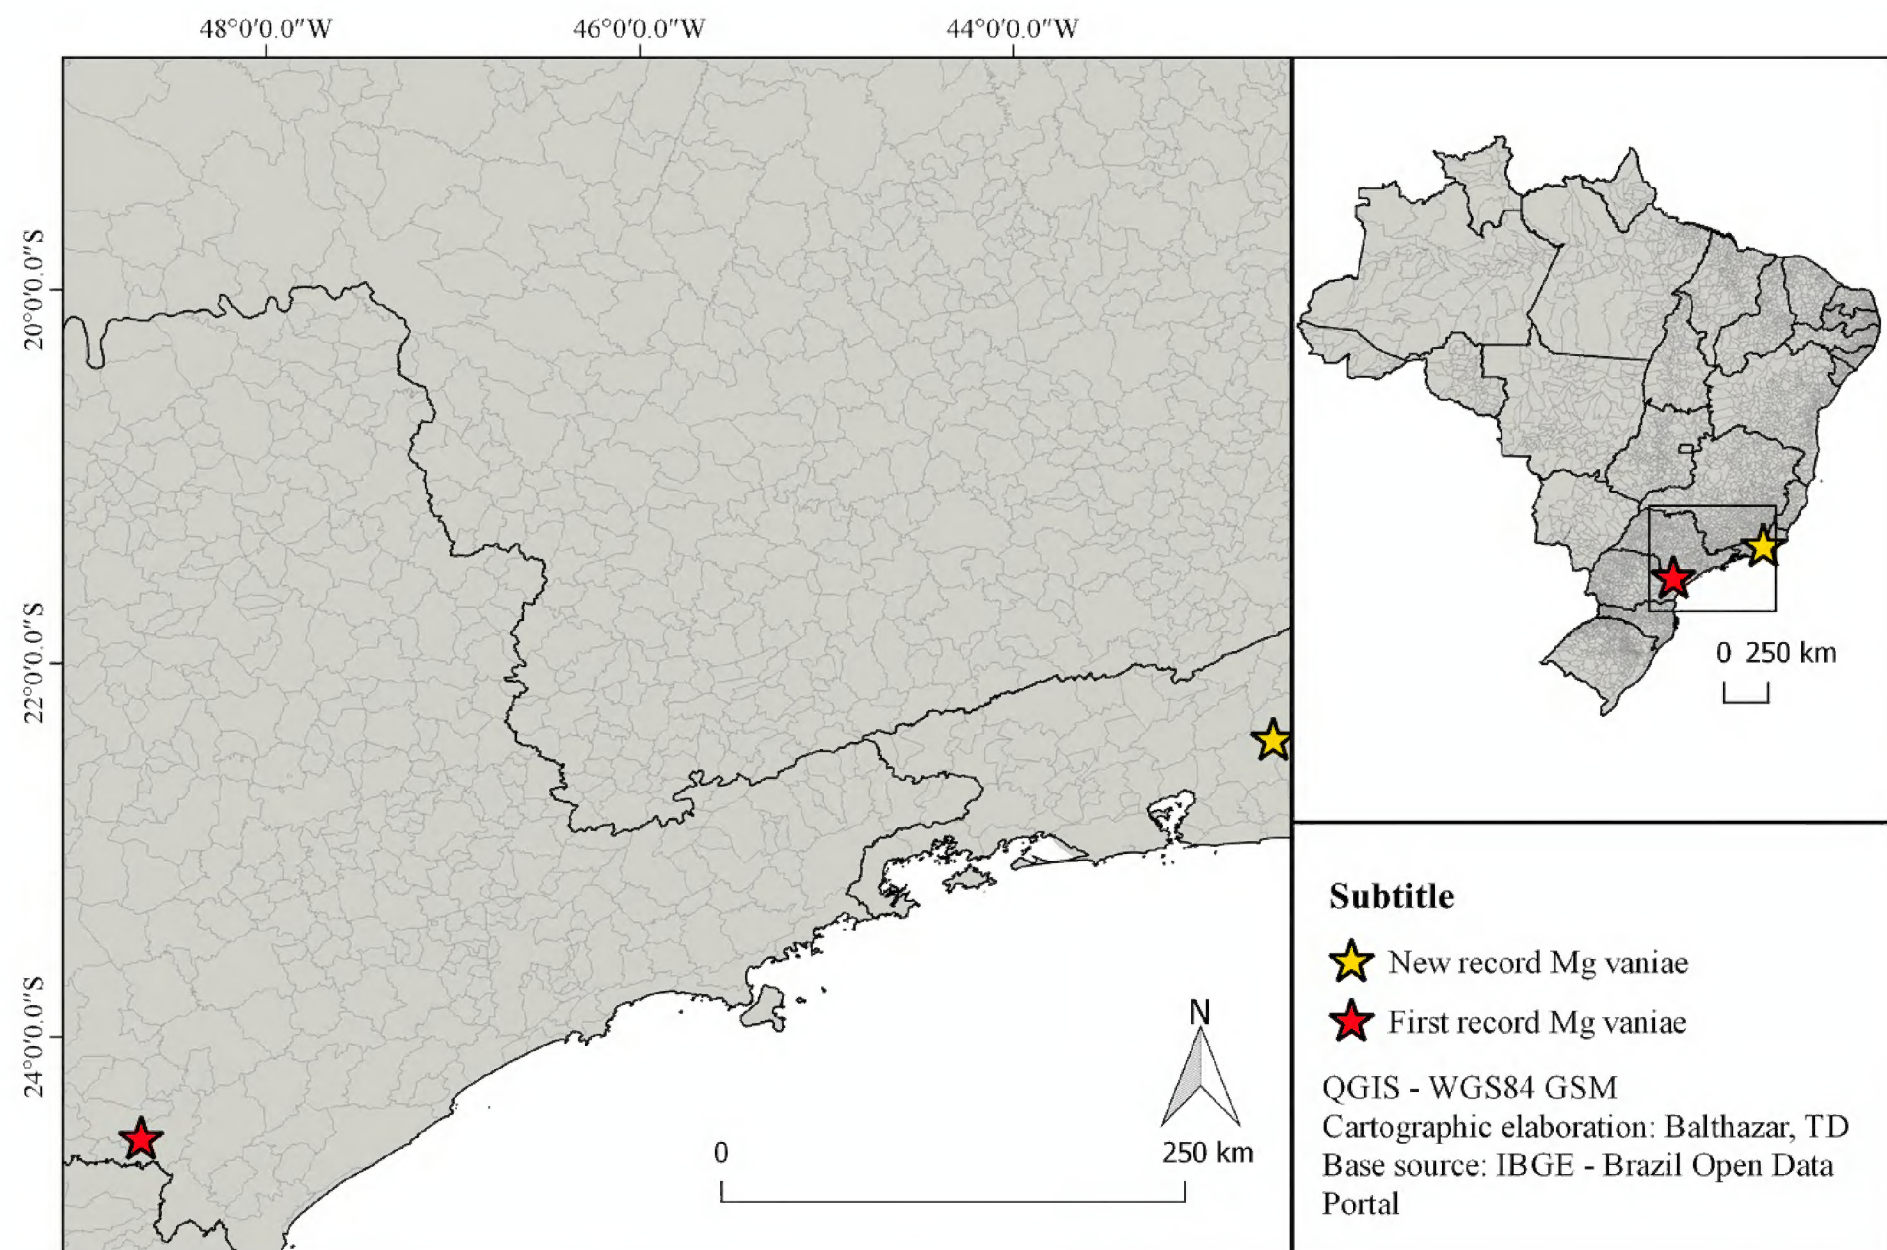 48°0'0.0"W 46°0'0.0"W 44°0'0.0"W
20°0'0.0"S
22°0'0.0"S
24°0'0.0"S
N
0 250 km
0 250 km
Subtitle
New record Mg vaniae
First record Mg vaniae
QGIS - WGS84 GSM
Cartographic elaboration: Balthazar, TD
Base source: IBGE - Brazil Open Data
Portal